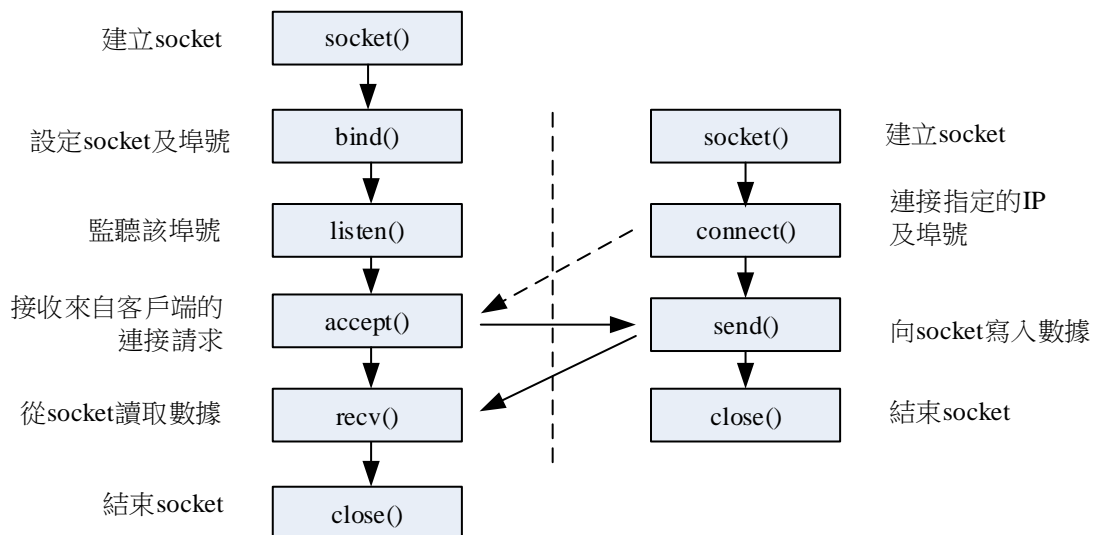 建立socket
socket()
設定socket及埠號
bind()
監聽該埠號
listen()
接收來自客戶端的
連接請求
accept()
從socket讀取數據
recv()
結束socket
close()
socket()
建立socket
connect()
連接指定的IP
及埠號
send()
向socket寫入數據
close()
結束socket